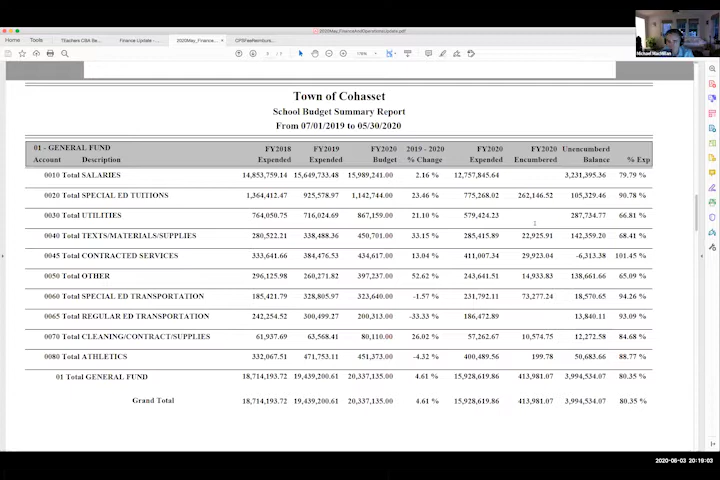 2020May_FinanceAndOperationsUpdate.pdf
Home Tools Finance Update -... 2020May_Finance... CPSFeeReimburs...
Michael MacMillan
Town of Cohasset
School Budget Summary Report
From 07/01/2019 to 05/30/2020
01 - GENERAL FUND FY2018 FY2019 FY2020 2019 - 2020 FY2020 FY2020 Unencumberd
Account Description Expended Expended Budget % Change Expended Encumbered Balance % Exp
0010 Total SALARIES 14,853,759.14 15,649,733.48 15,989,241.00 2.16 % 12,757,845.64 3,231,395.36 79.79 %
0020 Total SPECIAL ED TUITIONS 1,364,412.47 925,578.97 1,142,744.00 23.46 % 775,268.02 262,146.52 105,329.46 90.78 %
0030 Total UTILITIES 764,050.75 716,024.69 867,159.00 21.10 % 579,424.23 287,734.77 66.81 %
0040 Total TEXTS/MATERIALS/SUPPLIES 280,522.21 338,488.36 450,701.00 33.15 % 285,415.89 22,925.91 142,359.20 68.41 %
0045 Total CONTRACTED SERVICES 333,641.66 384,476.53 434,617.00 13.04 % 411,007.34 29,923.04 -6,313.38 101.45 %
0050 Total OTHER 296,125.98 260,271.82 397,237.00 52.62 % 243,641.51 14,933.83 138,661.66 65.09 %
0060 Total SPECIAL ED TRANSPORTATION 185,421.79 328,805.97 323,640.00 -1.57 % 231,792.11 73,277.24 18,570.65 94.26 %
0065 Total REGULAR ED TRANSPORTATION 242,254.52 300,499.27 200,313.00 -33.33 % 186,472.89 13,840.11 93.09 %
0070 Total CLEANING/CONTRACT/SUPPLIES 61,937.69 63,568.41 80,110.00 26.02 % 57,262.67 10,574.75 12,272.58 84.68 %
0080 Total ATHLETICS 332,067.51 471,753.11 451,373.00 -4.32 % 400,489.56 199.78 50,683.66 88.77 %
01 Total GENERAL FUND 18,714,193.72 19,439,200.61 20,337,135.00 4.61 % 15,928,619.86 413,981.07 3,994,534.07 80.35 %
Grand Total 18,714,193.72 19,439,200.61 20,337,135.00 4.61 % 15,928,619.86 413,981.07 3,994,534.07 80.35 %
2020-06-03 20:19:03